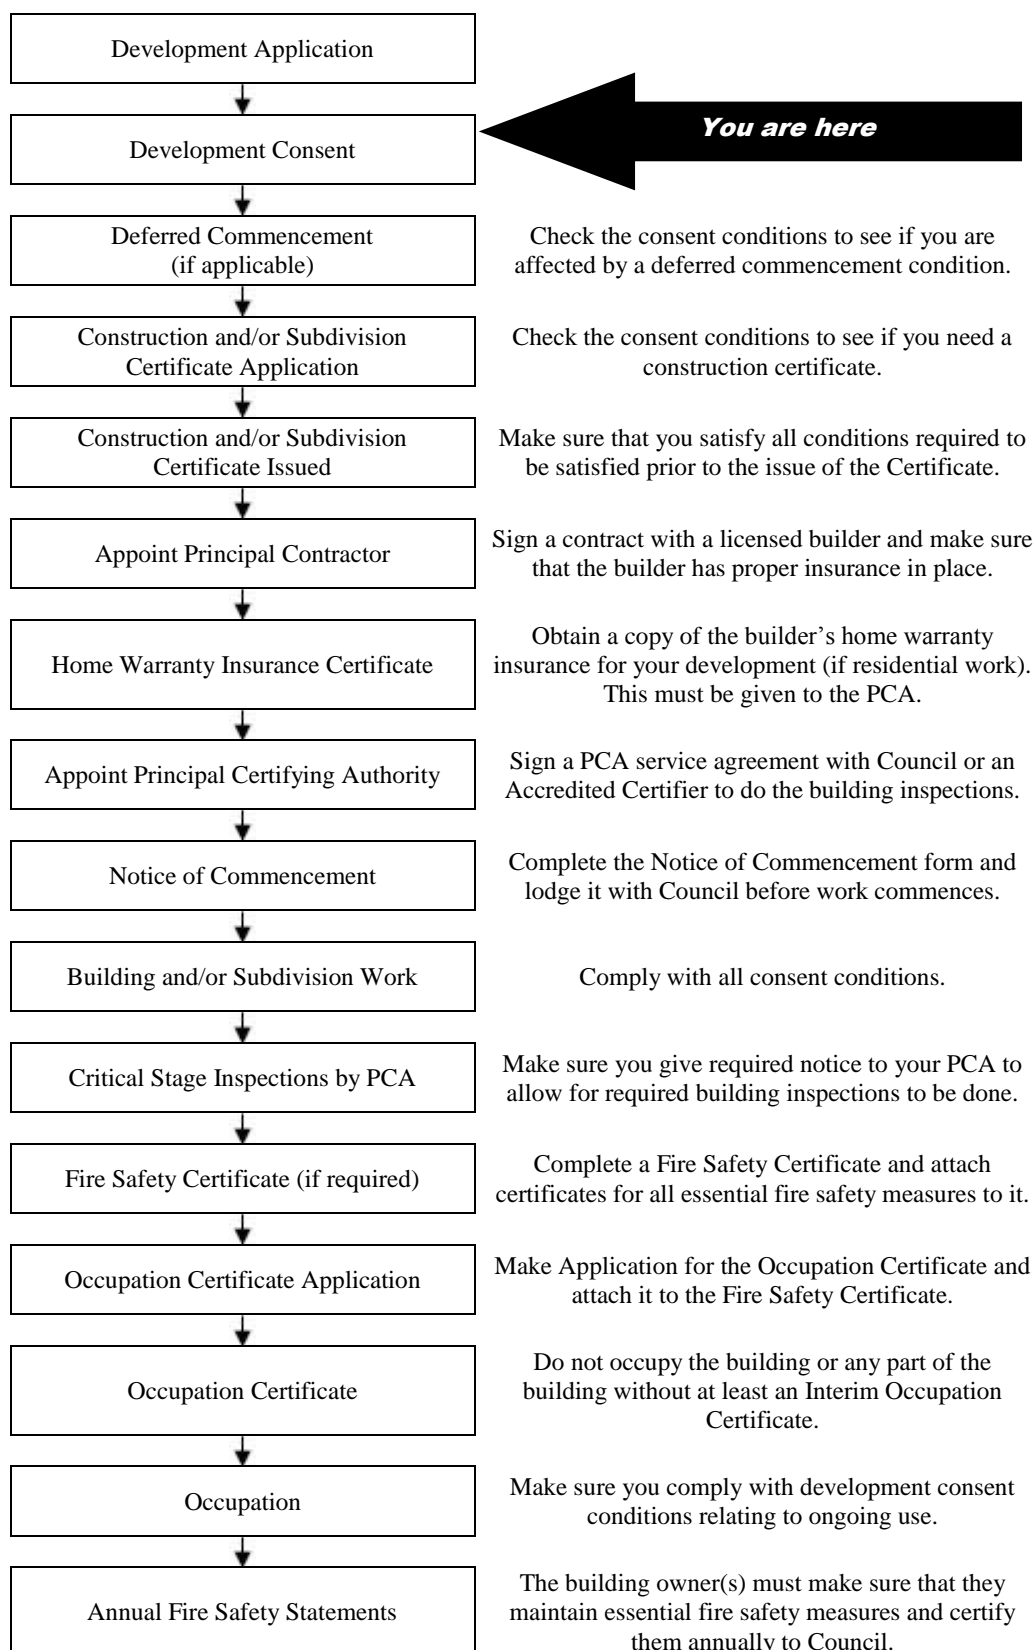 Development Application
Development Consent
You are here
Deferred Commencement
(if applicable)
Check the consent conditions to see if you are
affected by a deferred commencement condition.
Construction and/or Subdivision
Certificate Application
Check the consent conditions to see if you need a
construction certificate.
Construction and/or Subdivision
Certificate Issued
Make sure that you satisfy all conditions required to
be satisfied prior to the issue of the Certificate.
Appoint Principal Contractor
Sign a contract with a licensed builder and make sure
that the builder has proper insurance in place.
Home Warranty Insurance Certificate
Obtain a copy of the builder’s home warranty
insurance for your development (if residential work).
This must be given to the PCA.
Appoint Principal Certifying Authority
Sign a PCA service agreement with Council or an
Accredited Certifier to do the building inspections.
Notice of Commencement
Complete the Notice of Commencement form and
lodge it with Council before work commences.
Building and/or Subdivision Work
Comply with all consent conditions.
Critical Stage Inspections by PCA
Make sure you give required notice to your PCA to
allow for required building inspections to be done.
Fire Safety Certificate (if required)
Complete a Fire Safety Certificate and attach
certificates for all essential fire safety measures to it.
Occupation Certificate Application
Make Application for the Occupation Certificate and
attach it to the Fire Safety Certificate.
Occupation Certificate
Do not occupy the building or any part of the
building without at least an Interim Occupation
Certificate.
Occupation
Make sure you comply with development consent
conditions relating to ongoing use.
Annual Fire Safety Statements
The building owner(s) must make sure that they
maintain essential fire safety measures and certify
them annually to Council.